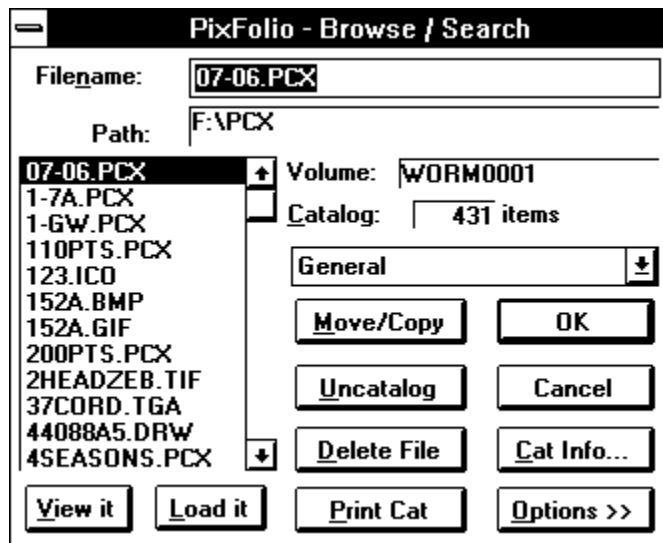 PixFolio - Browse / Search
Filename: 07-06.PCX
Path: F:\PCX
07-06.PCX
1-7A.PCX
1-GW.PCX
110PTS.PCX
123.ICO
152A.BMP
152A.GIF
200PTS.PCX
2HEADZEB.TIF
37CORD.TGA
44088A5.DRW
4SEASONS.PCX
Volume: WORM0001
Catalog: 431 items
General
Move/Copy OK
Uncatalog Cancel
Delete File Cat Info...
View it Load it Print Cat Options >>